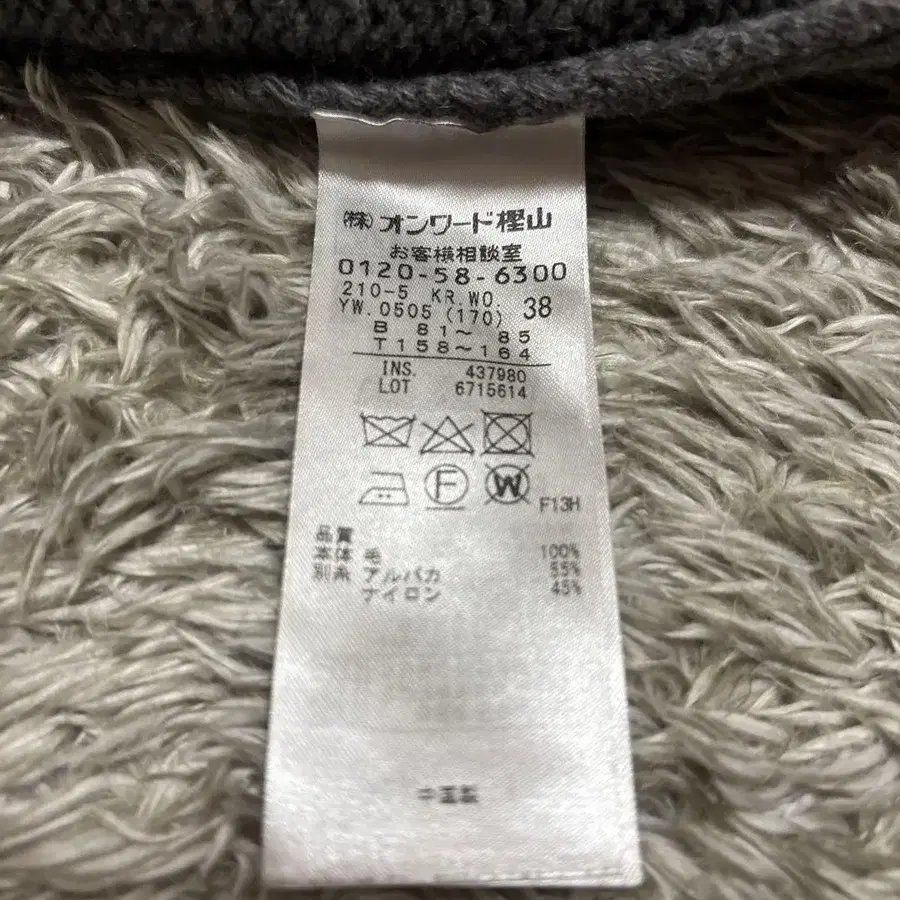 ㈱オンワード樫山
お客様相談室
0120-58-6300
210-5 KR.WO. 38
YW.0505 (170)
B 81〜 85
T158〜164
INS. 437980
LOT 6715614
F W F13H
品質
本体 毛 100%
別糸 アルパカ 55%
ナイロン 45%
中国製